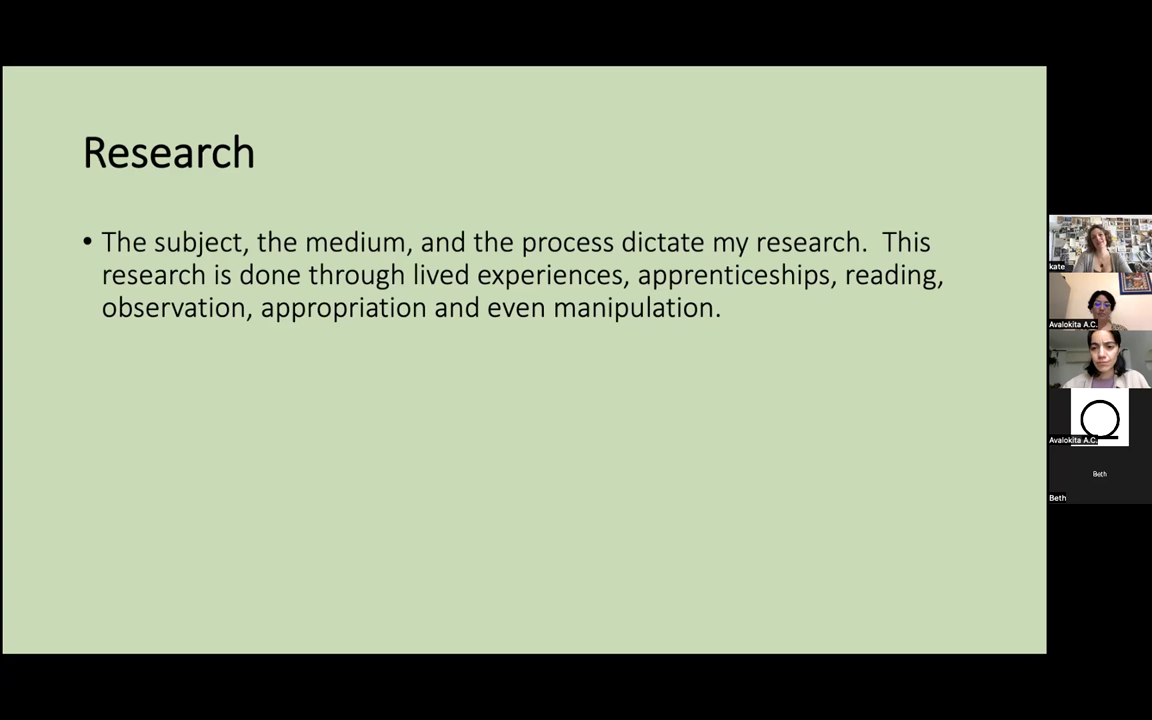 Research
• The subject, the medium, and the process dictate my research.  This
research is done through lived experiences, apprenticeships, reading,
observation, appropriation and even manipulation.
kate
Avalokita A.C.
Avalokita A.C.
Beth
Beth